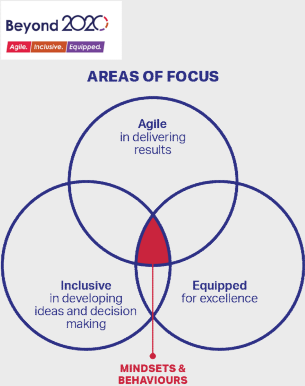 Beyond 2020
Agile. Inclusive. Equipped.
AREAS OF FOCUS
Agile
in delivering
results
Inclusive
in developing
ideas and decision
making
Equipped
for excellence
MINDSETS &
BEHAVIOURS